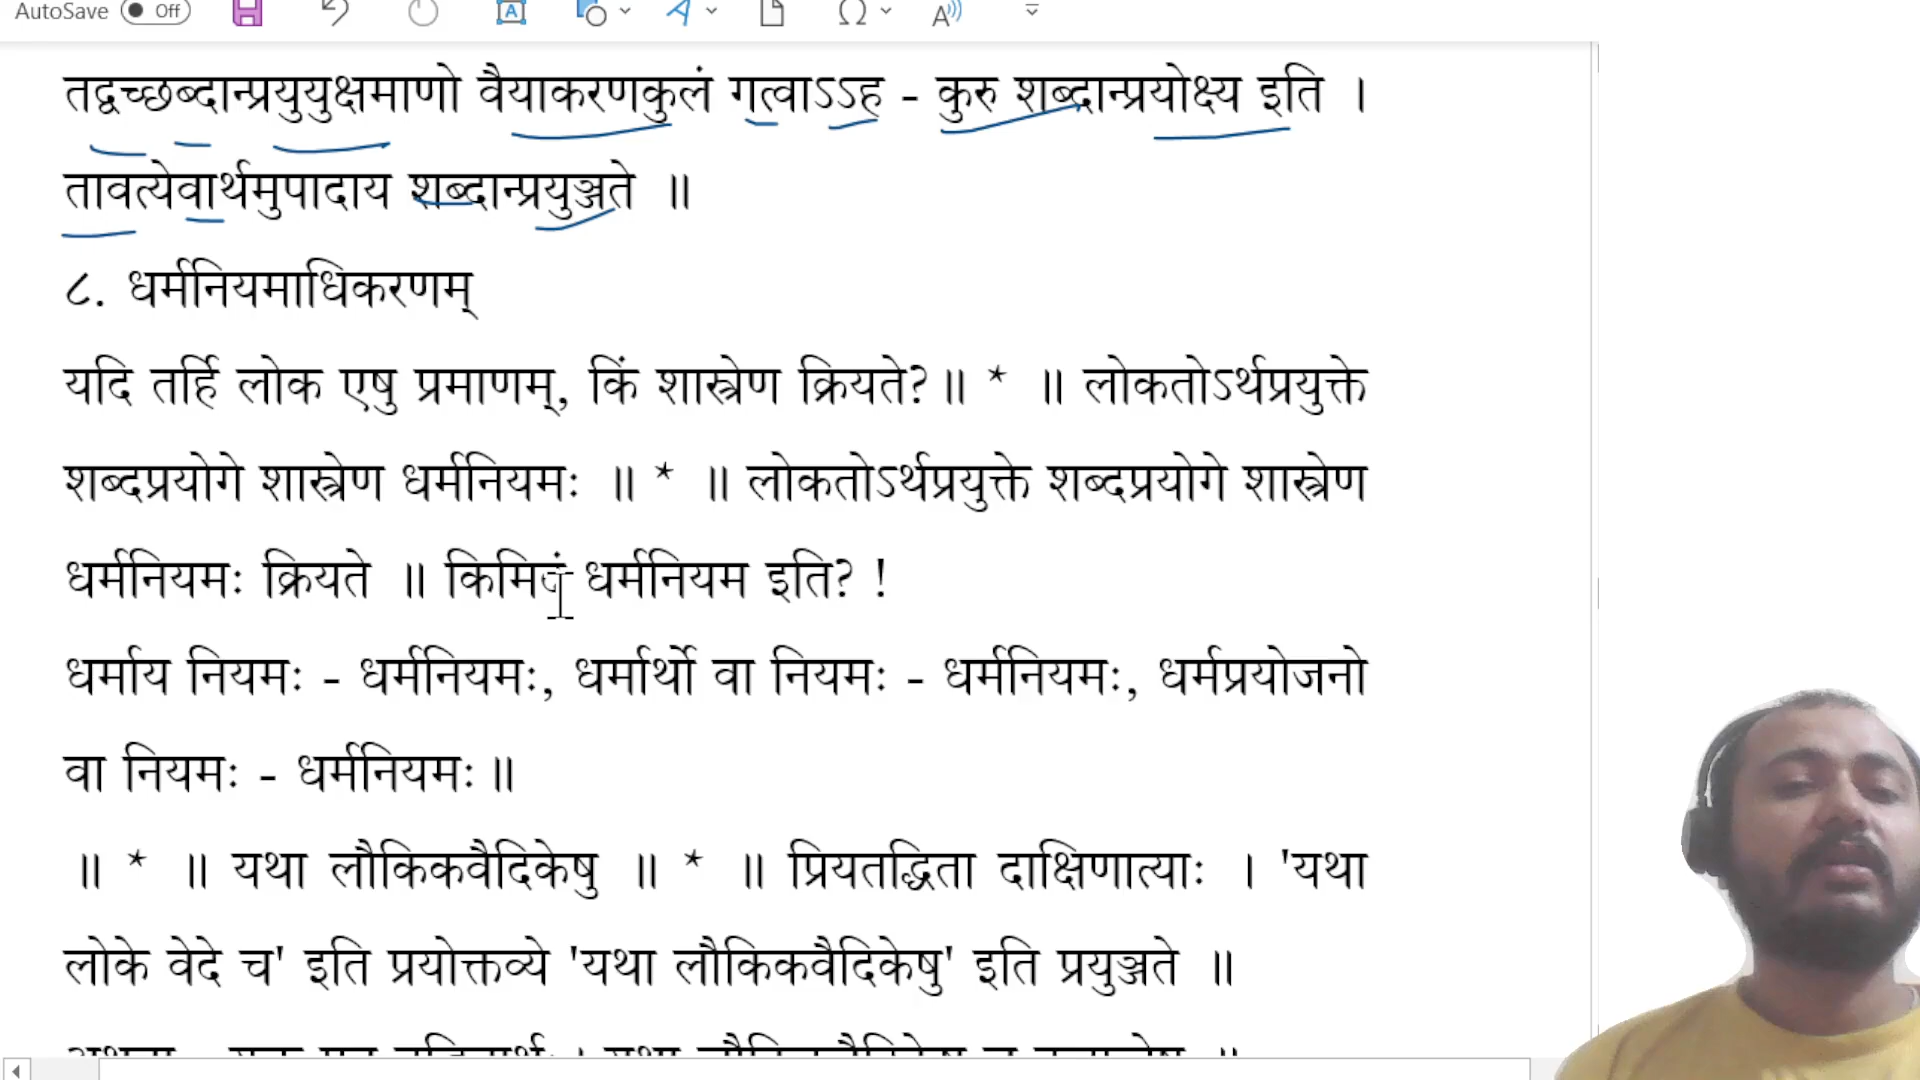 AutoSave Off
तद्वच्छब्दान्प्रयुयुक्षमाणो वैयाकरणकुलं गत्वाऽऽह - कुरु शब्दान्प्रयोक्ष्य इति ।
तावत्येवार्थमुपादाय शब्दान्प्रयुञ्जते ॥
८. धर्मनियमाधिकरणम्
यदि तर्हि लोक एषु प्रमाणम्, किं शास्त्रेण क्रियते? ॥ * ॥ लोकतोऽर्थप्रयुक्ते
शब्दप्रयोगे शास्त्रेण धर्मनियमः ॥ * ॥ लोकतोऽर्थप्रयुक्ते शब्दप्रयोगे शास्त्रेण
धर्मनियमः क्रियते ॥ किमिदं धर्मनियम इति? !
धर्माय नियमः - धर्मनियमः, धर्मार्थो वा नियमः - धर्मनियमः, धर्मप्रयोजनो
वा नियमः - धर्मनियमः ॥
॥ * ॥ यथा लौकिकवैदिकेषु ॥ * ॥ प्रियतद्धिता दाक्षिणात्याः । 'यथा
लोके वेदे च' इति प्रयोक्तव्ये 'यथा लौकिकवैदिकेषु' इति प्रयुञ्जते ॥